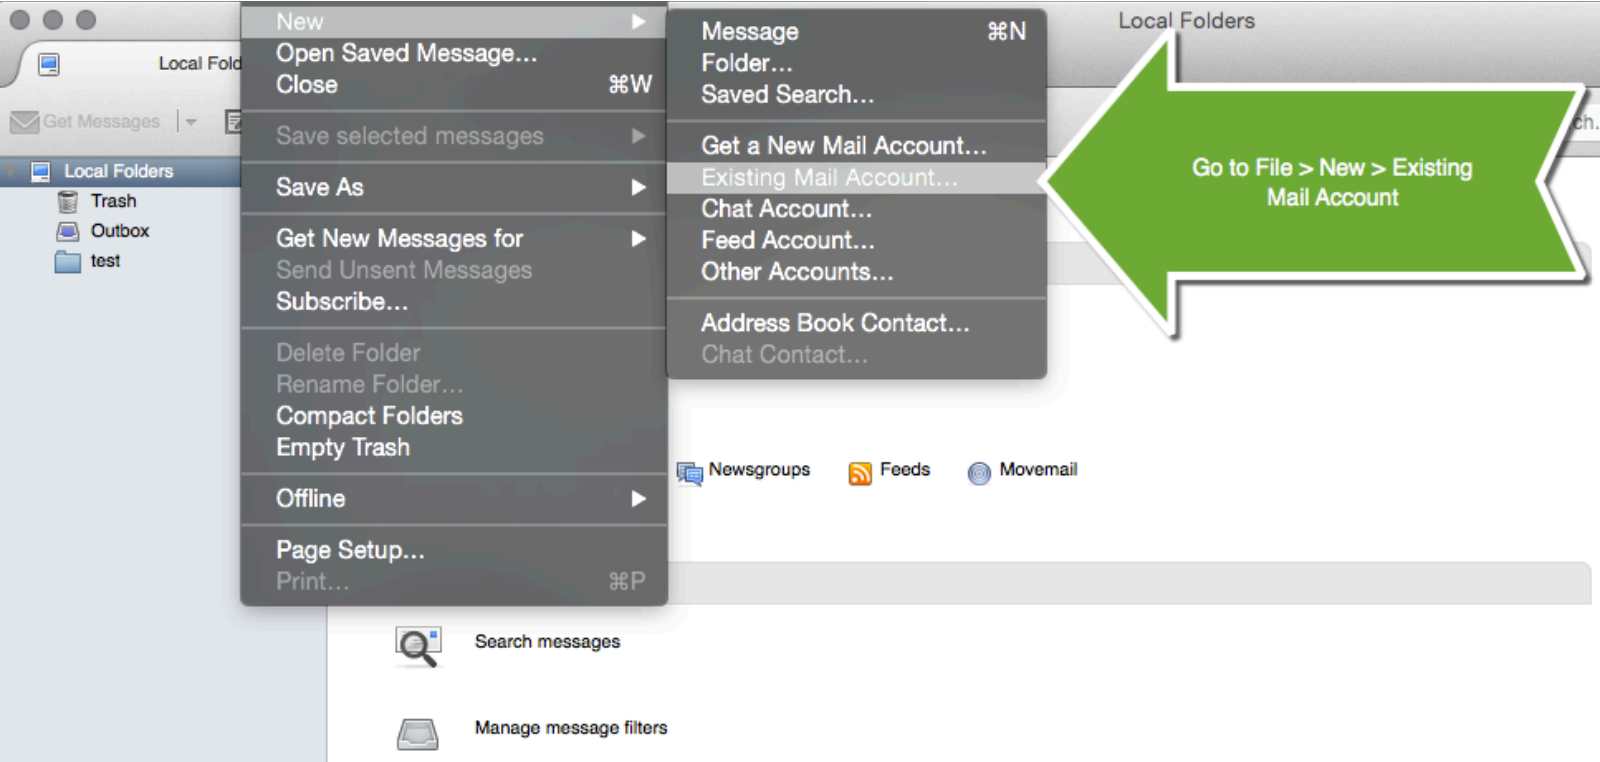 Local Folders
Local Fold
Get Messages
ch.
Local Folders
Trash
Outbox
test
New
Open Saved Message...
Close ⌘W
Save selected messages
Save As
Get New Messages for
Send Unsent Messages
Subscribe...
Delete Folder
Rename Folder...
Compact Folders
Empty Trash
Offline
Page Setup...
Print... ⌘P
Message ⌘N
Folder...
Saved Search...
Get a New Mail Account...
Existing Mail Account...
Chat Account...
Feed Account...
Other Accounts...
Address Book Contact...
Chat Contact...
Go to File > New > Existing
Mail Account
Newsgroups Feeds Movemail
Search messages
Manage message filters